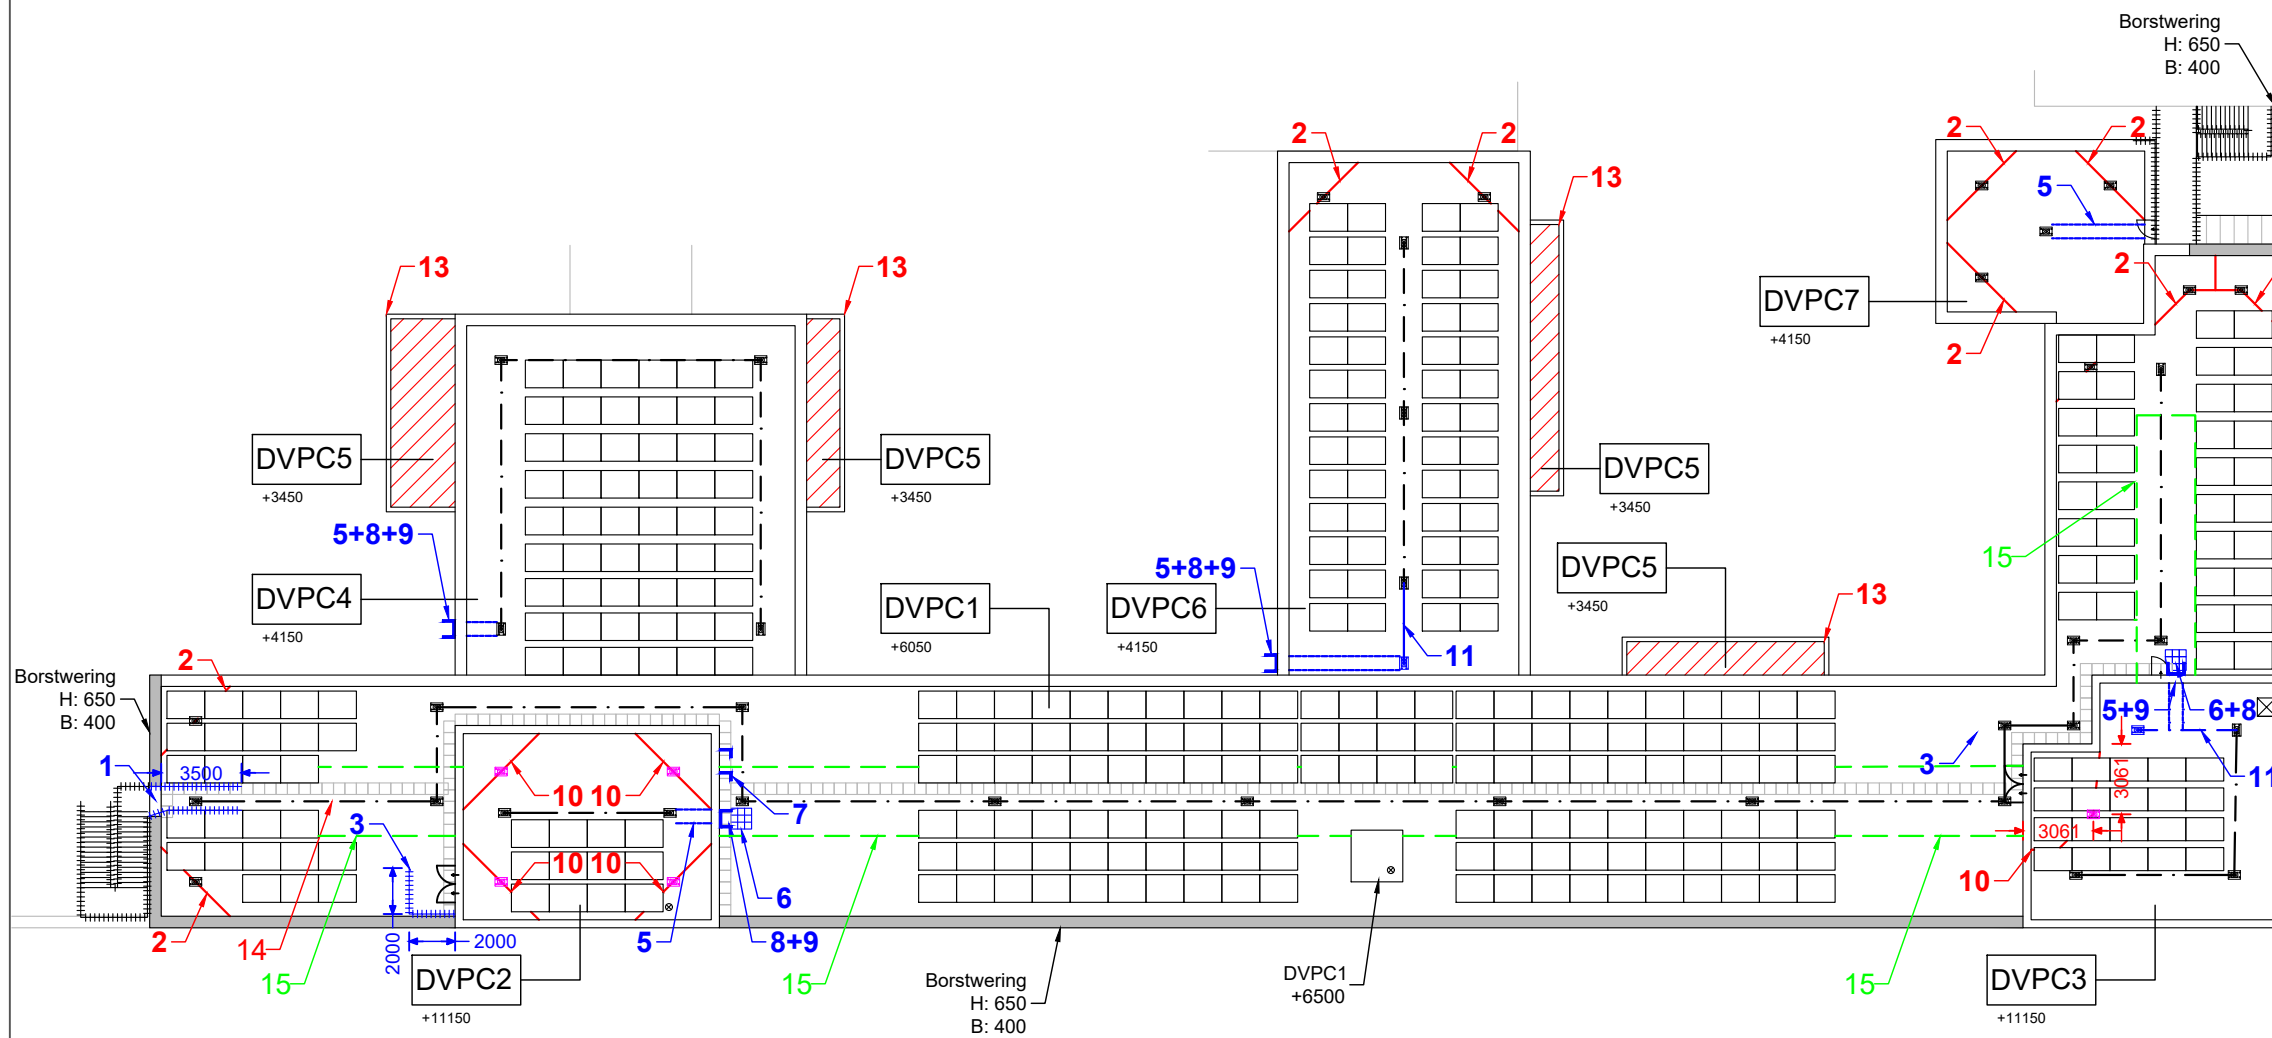 Borstwering
H: 650
B: 400
2
2
2
2
13
5
13
13
2
DVPC7
+4150
2
DVPC5
+3450
DVPC5
+3450
DVPC5
+3450
5+8+9
15
DVPC4
+4150
5+8+9
DVPC1
+6050
DVPC6
+4150
DVPC5
+3450
13
11
Borstwering
H: 650
B: 400
2
5+9
6+8
1
3500
3
11
10
10
7
3061
3
3061
10
10
10
6
2
14
2000
2000
5
8+9
15
DVPC2
+11150
15
Borstwering
H: 650
B: 400
DVPC1
+6500
15
DVPC3
+11150